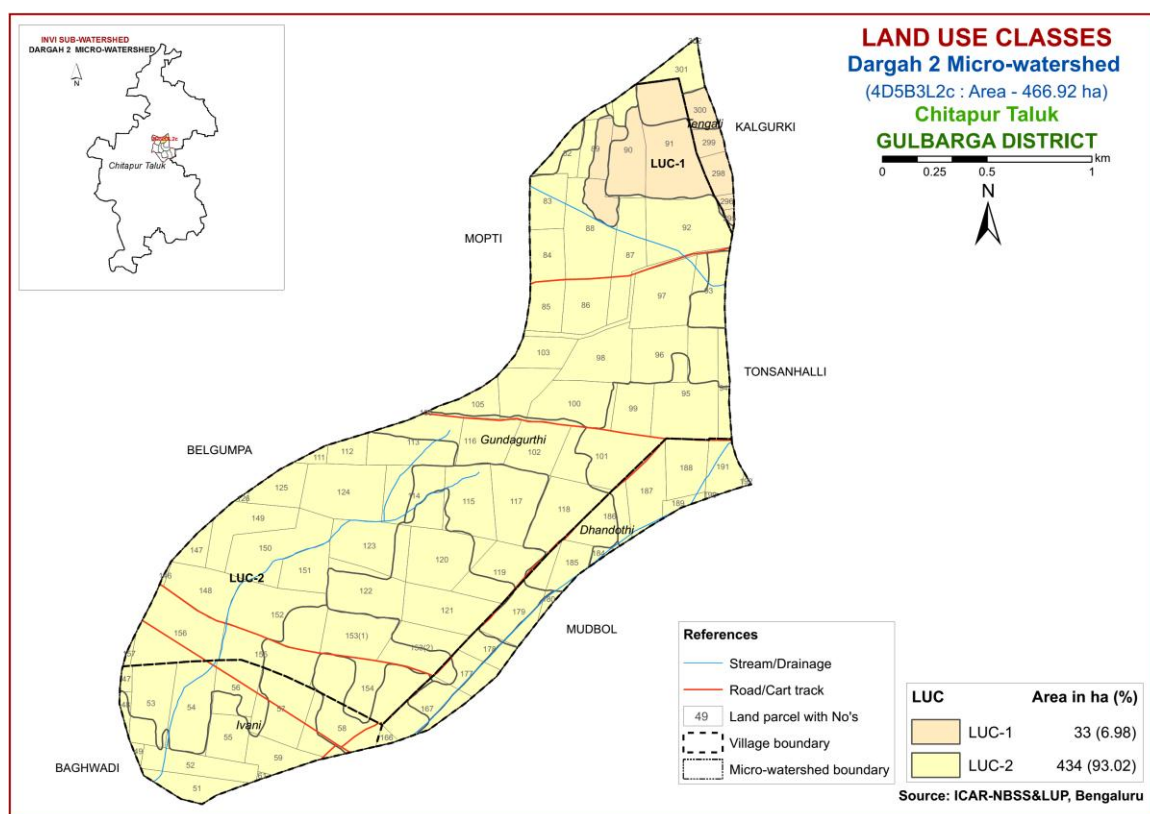 INVI SUB-WATERSHED
DARGAH 2 MICRO-WATERSHED
N
Chitapur Taluk
LAND USE CLASSES
Dargah 2 Micro-watershed
(4D5B3L2c : Area - 466.92 ha)
Chitapur Taluk
GULBARGA DISTRICT
km
0 0.25 0.5 1
N
301
300
Tengali
KALGURKI
299
89 90 91
LUC-1
298
83
88 92
MOPTI
84 87
85 86 97
103 98 96
TONSANHALLI
95
105 100 99
BELGUMPA
113 116 Gundagurthi
102 101
111 112
188 191
125 124 114 115 117 187
149 118 186 189
Dhandothi
147 150 123 120
151 119 185
LUC-2
148 122 121 179
152
156 153(1)
MUDBOL
155 177
154
47 56
53 54 57 167
Ivani 58 166
55
59
BAGHWADI
52
51
References
Stream/Drainage
Road/Cart track
49 Land parcel with No's
Village boundary
Micro-watershed boundary
LUC Area in ha (%)
LUC-1 33 (6.98)
LUC-2 434 (93.02)
Source: ICAR-NBSS&LUP, Bengaluru